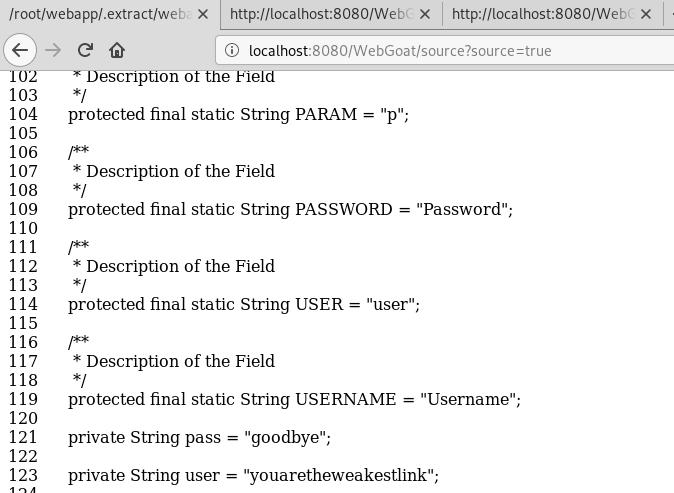 /root/webapp/.extract/weba
http://localhost:8080/WebG
http://localhost:8080/WebG
localhost:8080/WebGoat/source?source=true
102 * Description of the Field
103 */
104 protected final static String PARAM = "p";
105
106 /**
107 * Description of the Field
108 */
109 protected final static String PASSWORD = "Password";
110
111 /**
112 * Description of the Field
113 */
114 protected final static String USER = "user";
115
116 /**
117 * Description of the Field
118 */
119 protected final static String USERNAME = "Username";
120
121 private String pass = "goodbye";
122
123 private String user = "youaretheweakestlink";